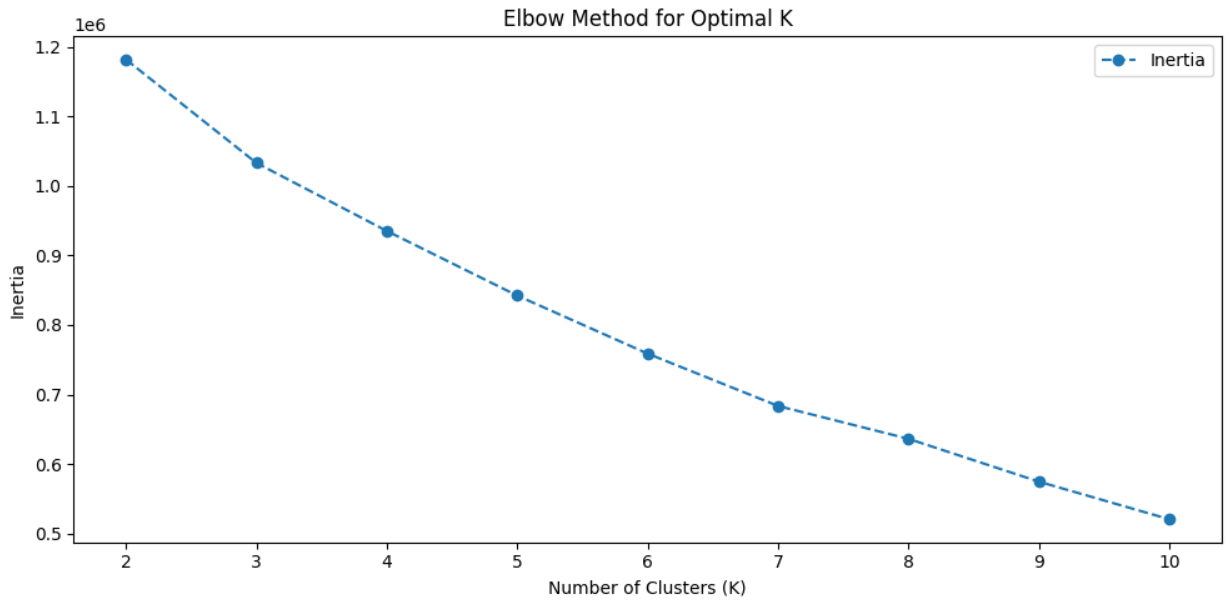 Elbow Method for Optimal K
1e6
Inertia
1.2
1.1
1.0
0.9
0.8
0.7
0.6
0.5
Inertia
2 3 4 5 6 7 8 9 10
Number of Clusters (K)